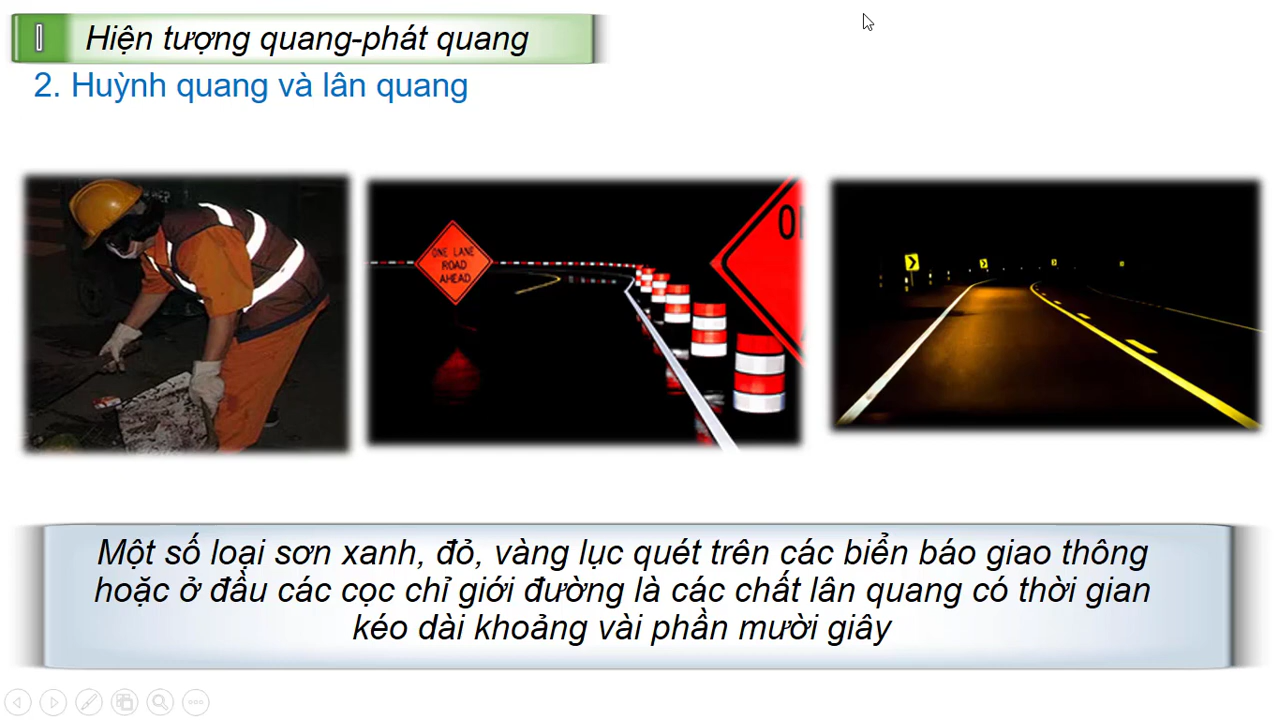 I
Hiện tượng quang-phát quang
2. Huỳnh quang và lân quang
ONE LANE
ROAD
AHEAD
Một số loại sơn xanh, đỏ, vàng lục quét trên các biển báo giao thông
hoặc ở đầu các cọc chỉ giới đường là các chất lân quang có thời gian
kéo dài khoảng vài phần mười giây